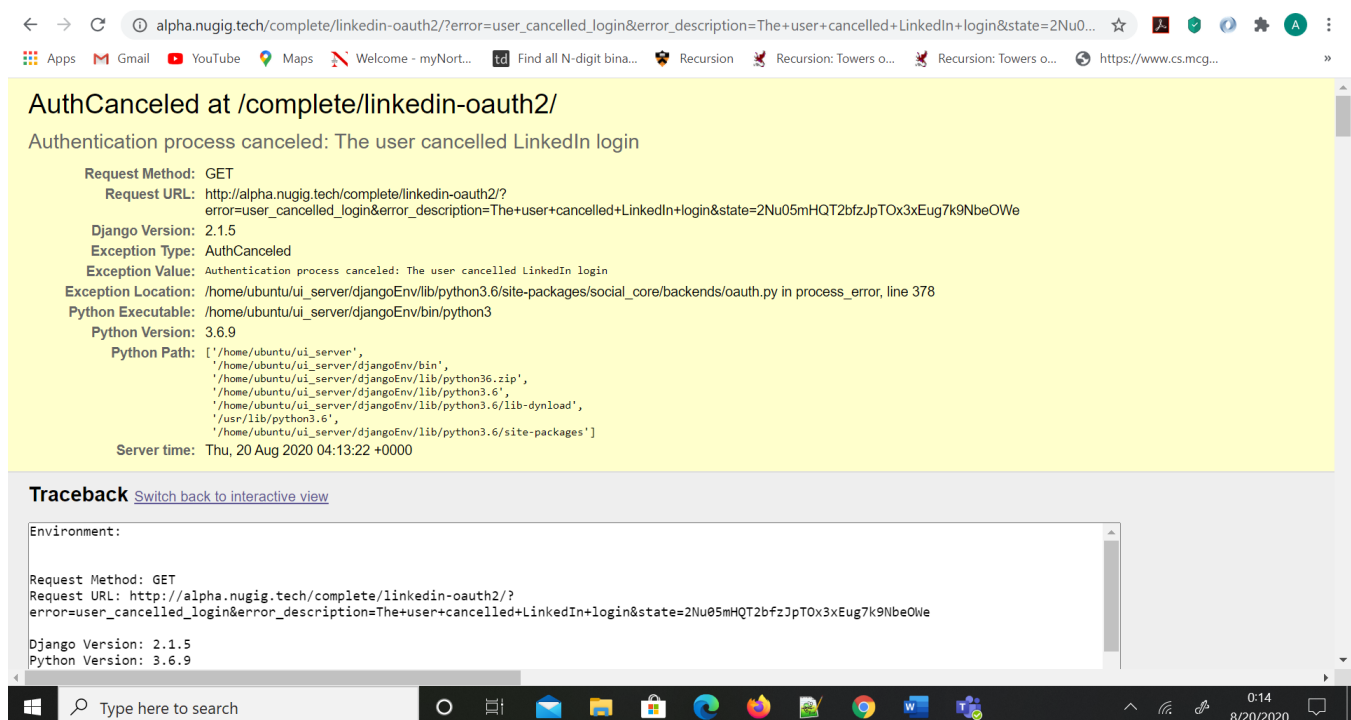 alpha.nugig.tech/complete/linkedin-oauth2/?error=user_cancelled_login&error_description=The+user+cancelled+LinkedIn+login&state=2Nu0... A
Apps Gmail YouTube Maps Welcome - myNort... td Find all N-digit bina... Recursion Recursion: Towers o... Recursion: Towers o... https://www.cs.mcg... »
AuthCanceled at /complete/linkedin-oauth2/
Authentication process canceled: The user cancelled LinkedIn login
Request Method: GET
Request URL: http://alpha.nugig.tech/complete/linkedin-oauth2/?
error=user_cancelled_login&error_description=The+user+cancelled+LinkedIn+login&state=2Nu05mHQT2bfzJpTOx3xEug7k9NbeOWe
Django Version: 2.1.5
Exception Type: AuthCanceled
Exception Value: Authentication process canceled: The user cancelled LinkedIn login
Exception Location: /home/ubuntu/ui_server/djangoEnv/lib/python3.6/site-packages/social_core/backends/oauth.py in process_error, line 378
Python Executable: /home/ubuntu/ui_server/djangoEnv/bin/python3
Python Version: 3.6.9
Python Path: ['/home/ubuntu/ui_server',
'/home/ubuntu/ui_server/djangoEnv/bin',
'/home/ubuntu/ui_server/djangoEnv/lib/python36.zip',
'/home/ubuntu/ui_server/djangoEnv/lib/python3.6',
'/home/ubuntu/ui_server/djangoEnv/lib/python3.6/lib-dynload',
'/usr/lib/python3.6',
'/home/ubuntu/ui_server/djangoEnv/lib/python3.6/site-packages']
Server time: Thu, 20 Aug 2020 04:13:22 +0000
Traceback Switch back to interactive view
Environment:
Request Method: GET
Request URL: http://alpha.nugig.tech/complete/linkedin-oauth2/?
error=user_cancelled_login&error_description=The+user+cancelled+LinkedIn+login&state=2Nu05mHQT2bfzJpTOx3xEug7k9NbeOWe
Django Version: 2.1.5
Python Version: 3.6.9
Type here to search
0:14
8/20/2020